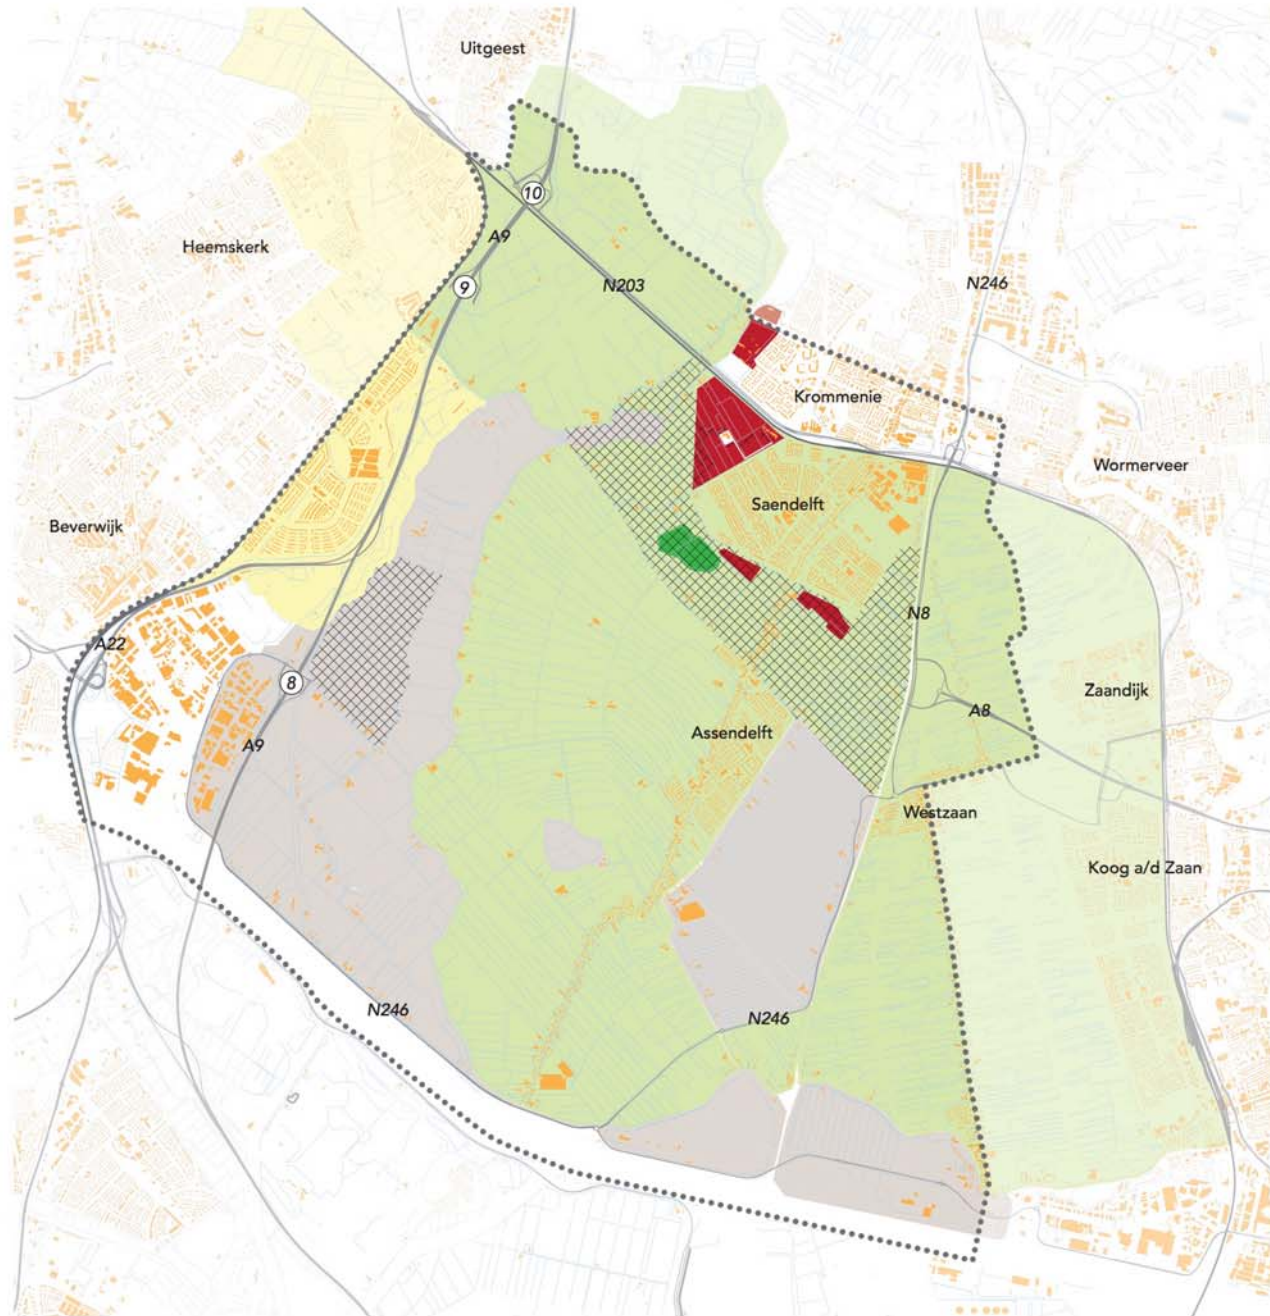 Uitgeest
10
A9
Heemskerk
9
N203
N246
Krommenie
Wormerveer
Saendelft
Beverwijk
N8
A22
8
Zaandijk
A8
Assendelft
A9
Westzaan
Koog a/d Zaan
N246
N246